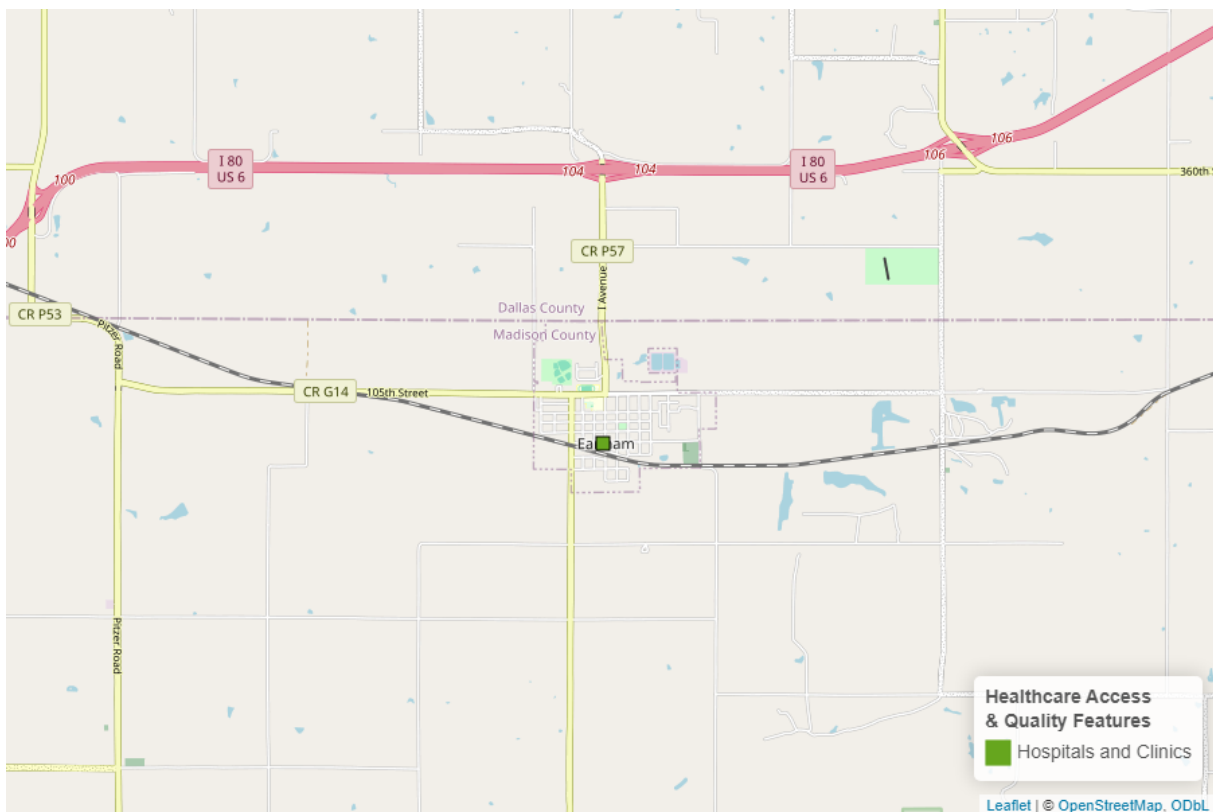 I 80
US 6
I 80
US 6
106
106
100
104
104
360th S
00
CR P57
I Avenue
Dallas County
CR P53
Madison County
Pitzer Road
CR G14
105th Street
Pitzer Road
Healthcare Access
& Quality Features
Hospitals and Clinics
Leaflet | © OpenStreetMap, ODbL